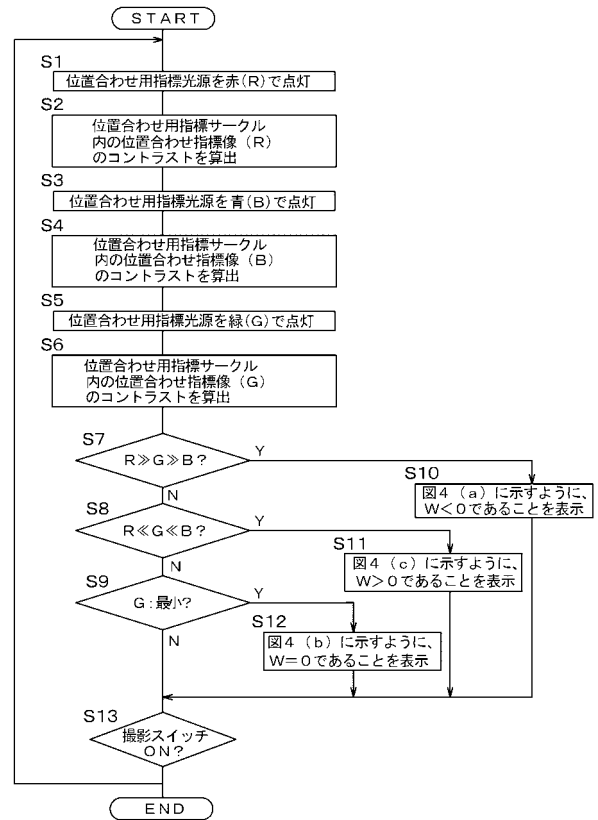 START
S1
位置合わせ用指標光源を赤(R)で点灯
S2
位置合わせ用指標サークル
内の位置合わせ指標像(R)
のコントラストを算出
S3
位置合わせ用指標光源を青(B)で点灯
S4
位置合わせ用指標サークル
内の位置合わせ指標像(B)
のコントラストを算出
S5
位置合わせ用指標光源を緑(G)で点灯
S6
位置合わせ用指標サークル
内の位置合わせ指標像(G)
のコントラストを算出
S7
R≫G≫B?
Y
N
S10
図4(a)に示すように、
W<0であることを表示
S8
R≪G≪B?
Y
N
S11
図4(c)に示すように、
W>0であることを表示
S9
G:最小?
Y
N
S12
図4(b)に示すように、
W=0であることを表示
S13
撮影スイッチ
ON?
END